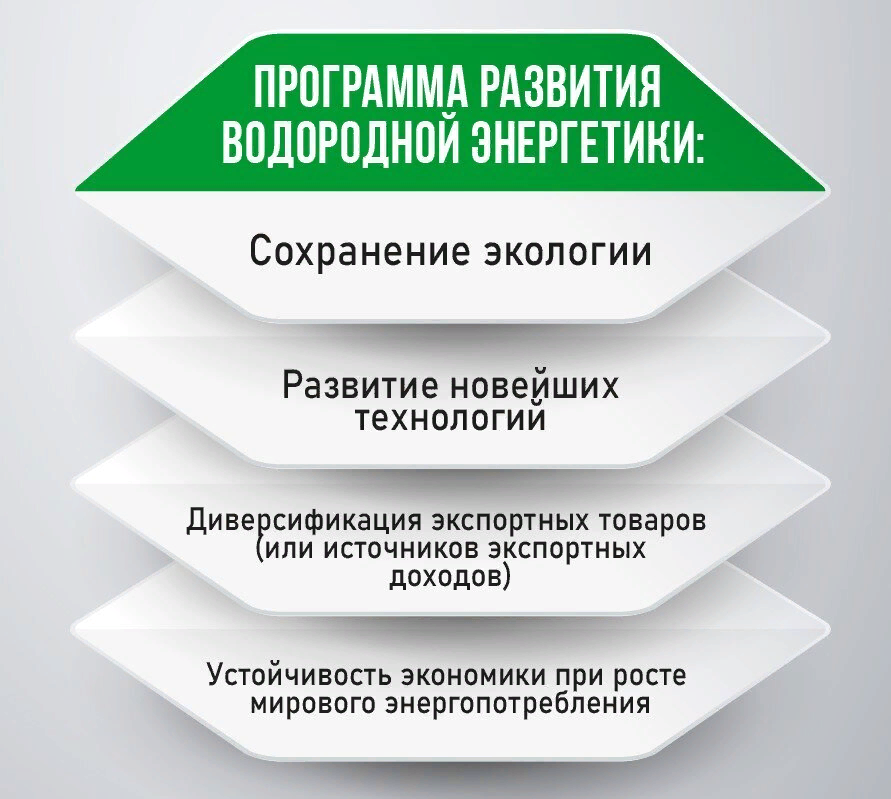 ПРОГРАММА РАЗВИТИЯ
ВОДОРОДНОЙ ЭНЕРГЕТИКИ:
Сохранение экологии
Развитие новейших
технологий
Диверсификация экспортных товаров
(или источников экспортных
доходов)
Устойчивость экономики при росте
мирового энергопотребления